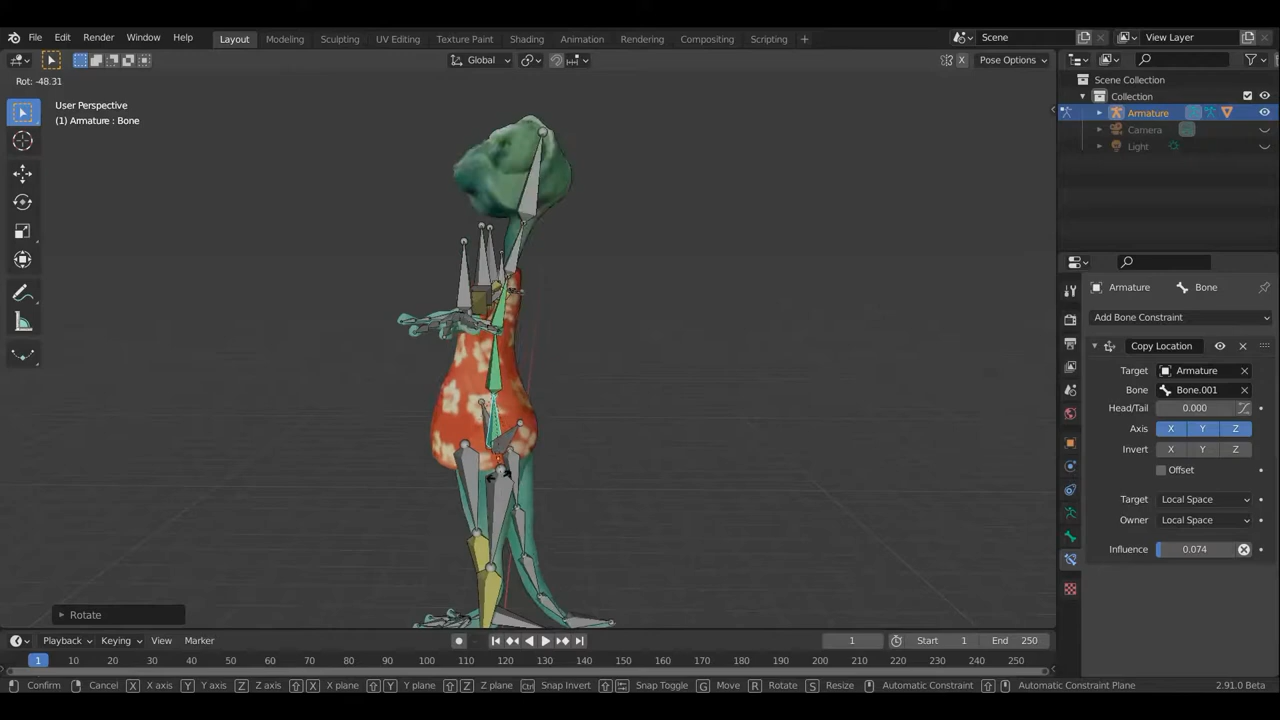 File Edit Render Window Help Layout Modeling Sculpting UV Editing Texture Paint Shading Animation Rendering Compositing Scripting + Scene View Layer
Global X Pose Options
Rot: -48.31
User Perspective
(1) Armature : Bone
Scene Collection
Collection
Armature
Camera
Light
Armature Bone
Add Bone Constraint
Copy Location
Target Armature
Bone Bone.001
Head/Tail 0.000
Axis X Y Z
Invert X Y Z
Offset
Target Local Space
Owner Local Space
Influence 0.074
Rotate
Playback Keying View Marker 1 Start 1 End 250
1 10 20 30 40 50 60 70 80 90 100 110 120 130 140 150 160 170 180 190 200 210 220 230 240 250
Confirm Cancel X X axis Y Y axis Z Z axis X X plane Y Y plane Z Z plane Ctrl Snap Invert Snap Toggle G Move R Rotate S Resize Automatic Constraint Automatic Constraint Plane 2.91.0 Beta